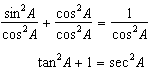 sin²A/cos²A + cos²A/cos²A = 1/cos²A
tan²A + 1 = sec²A